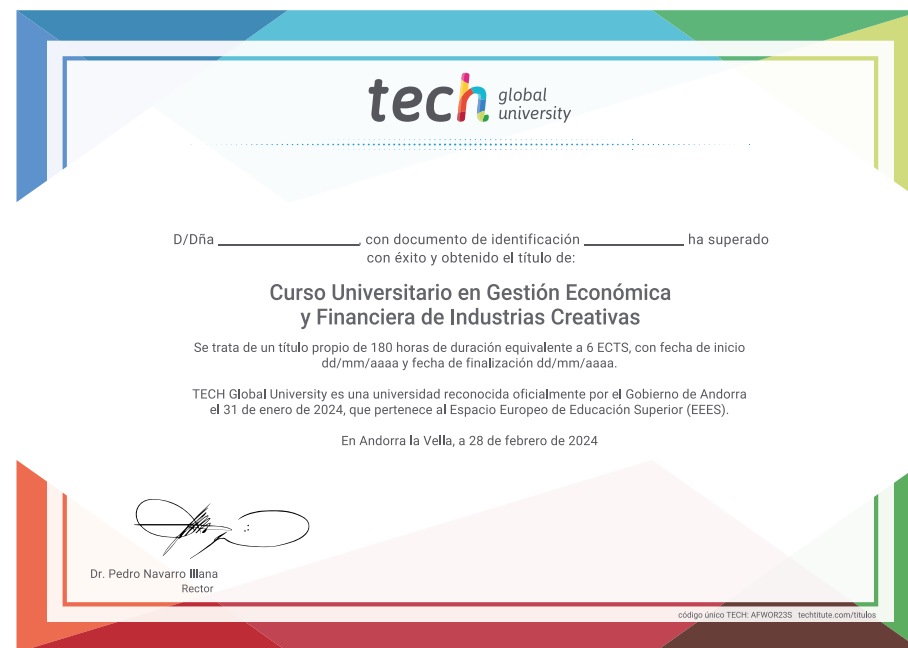 tech global university
D/Dña ____________________, con documento de identificación ______________ ha superado
con éxito y obtenido el título de:
Curso Universitario en Gestión Económica
y Financiera de Industrias Creativas
Se trata de un título propio de 180 horas de duración equivalente a 6 ECTS, con fecha de inicio
dd/mm/aaaa y fecha de finalización dd/mm/aaaa.
TECH Global University es una universidad reconocida oficialmente por el Gobierno de Andorra
el 31 de enero de 2024, que pertenece al Espacio Europeo de Educación Superior (EEES).
En Andorra la Vella, a 28 de febrero de 2024
Dr. Pedro Navarro Illana
Rector
código único TECH: AFWOR23S techtitute.com/titulos